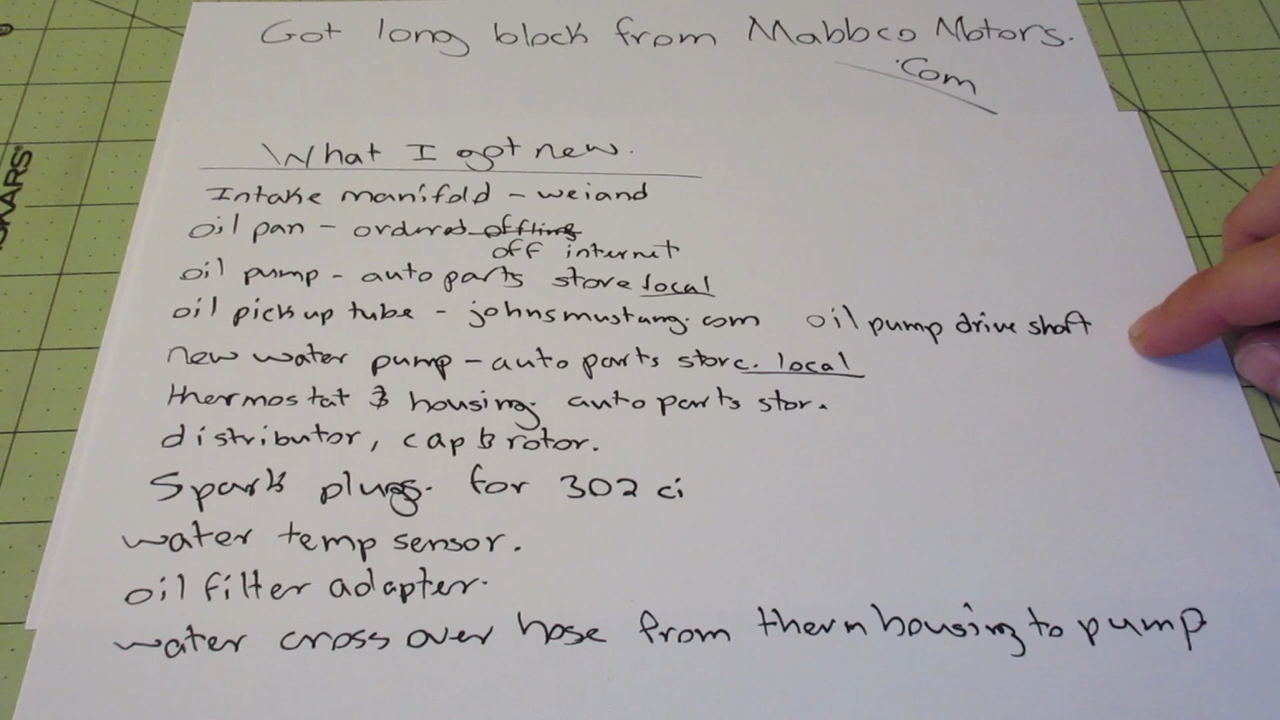 Got long block from Mabbco Motors.
.Com
What I got new.
Intake manifold - weiand
oil pan - ordered offling
off internet
oil pump - auto parts store local
oil pick up tube - johnsmustang.com oil pump drive shaft
new water pump - auto parts store. local
thermostat & housing. auto parts stor.
distributor, cap & rotor.
Spark plugs. for 302 ci
water temp sensor.
oil filter adapter.
water cross over hose from therm housing to pump